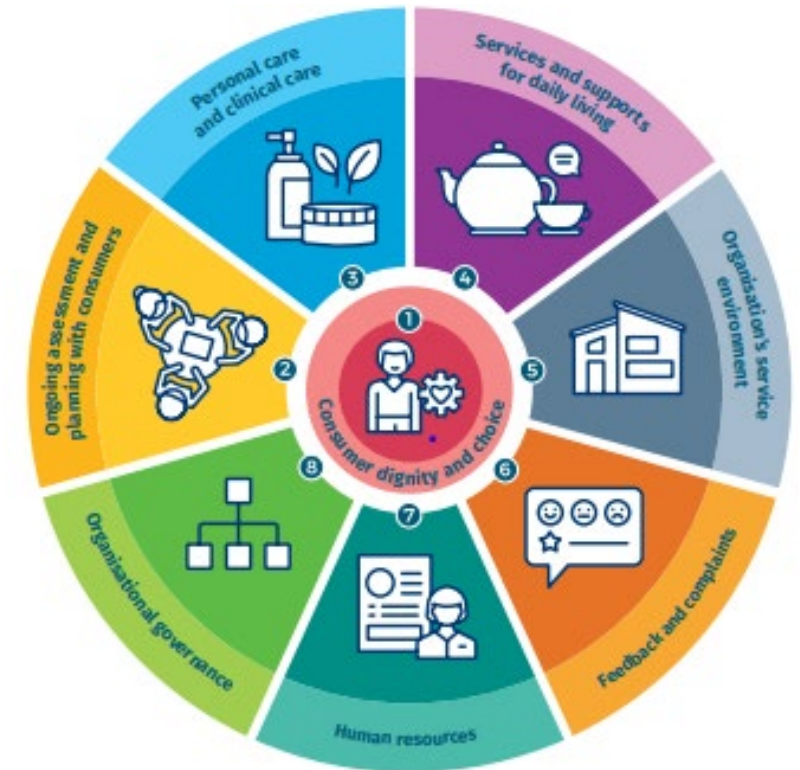 1
Consumer dignity and choice
2
Ongoing assessment and
planning with consumers
3
Personal care
and clinical care
4
Services and supports
for daily living
5
Organisation's service
environment
6
Feedback and complaints
7
Human resources
8
Organisational governance